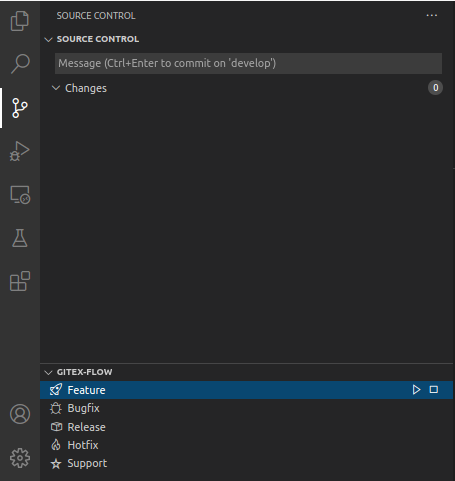 SOURCE CONTROL
SOURCE CONTROL
Message (Ctrl+Enter to commit on 'develop')
Changes 0
GITEX-FLOW
Feature
Bugfix
Release
Hotfix
Support